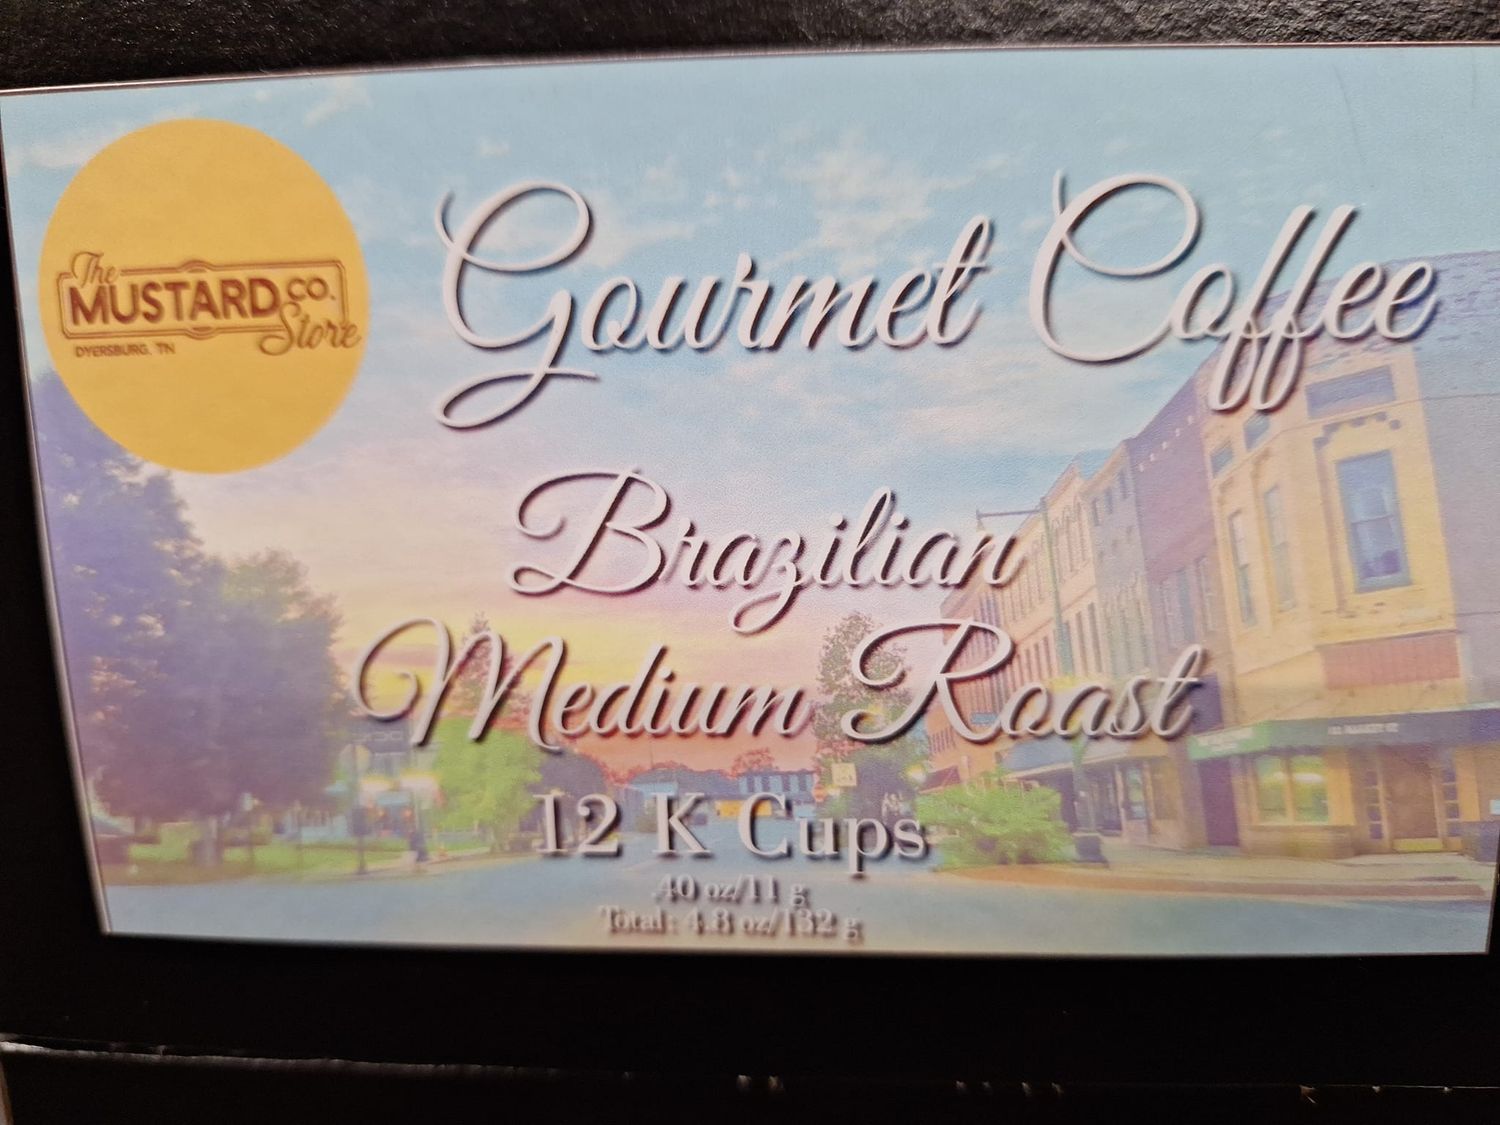 The
MUSTARD CO.
Store
DYERSBURG, TN
Gourmet Coffee
Brazilian
Medium Roast
12 K Cups
.40 oz/11 g
Total: 4.8 oz/132 g